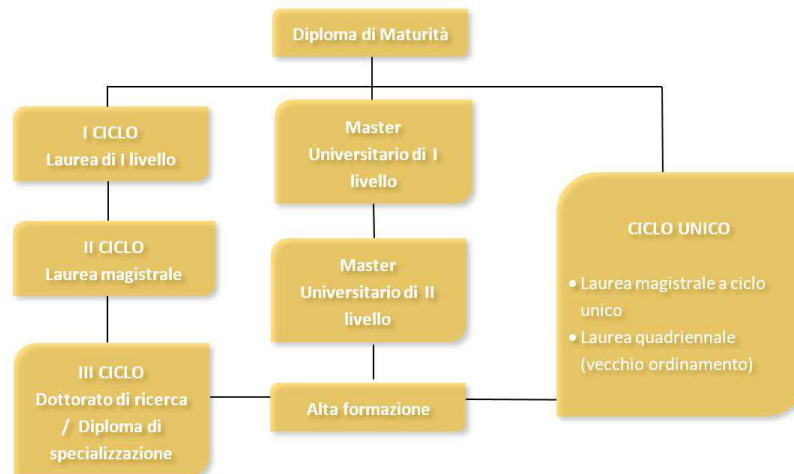 Diploma di Maturità
I CICLO
Laurea di I livello
Master
Universitario di I
livello
II CICLO
Laurea magistrale
Master
Universitario di II
livello
CICLO UNICO
• Laurea magistrale a ciclo
unico
• Laurea quadriennale
(vecchio ordinamento)
III CICLO
Dottorato di ricerca
/ Diploma di
specializzazione
Alta formazione